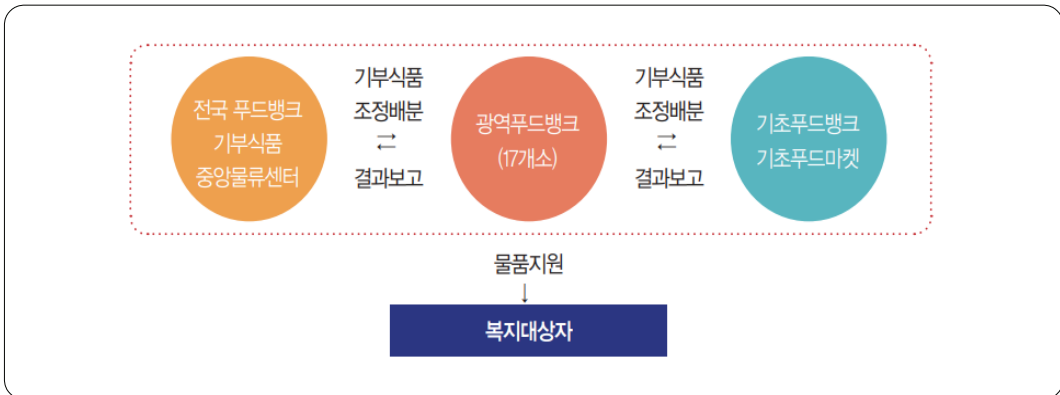 전국 푸드뱅크
기부식품
중앙물류센터
기부식품
조정배분
⇄
결과보고
광역푸드뱅크
(17개소)
기부식품
조정배분
⇄
결과보고
기초푸드뱅크
기초푸드마켓
물품지원
↓
복지대상자